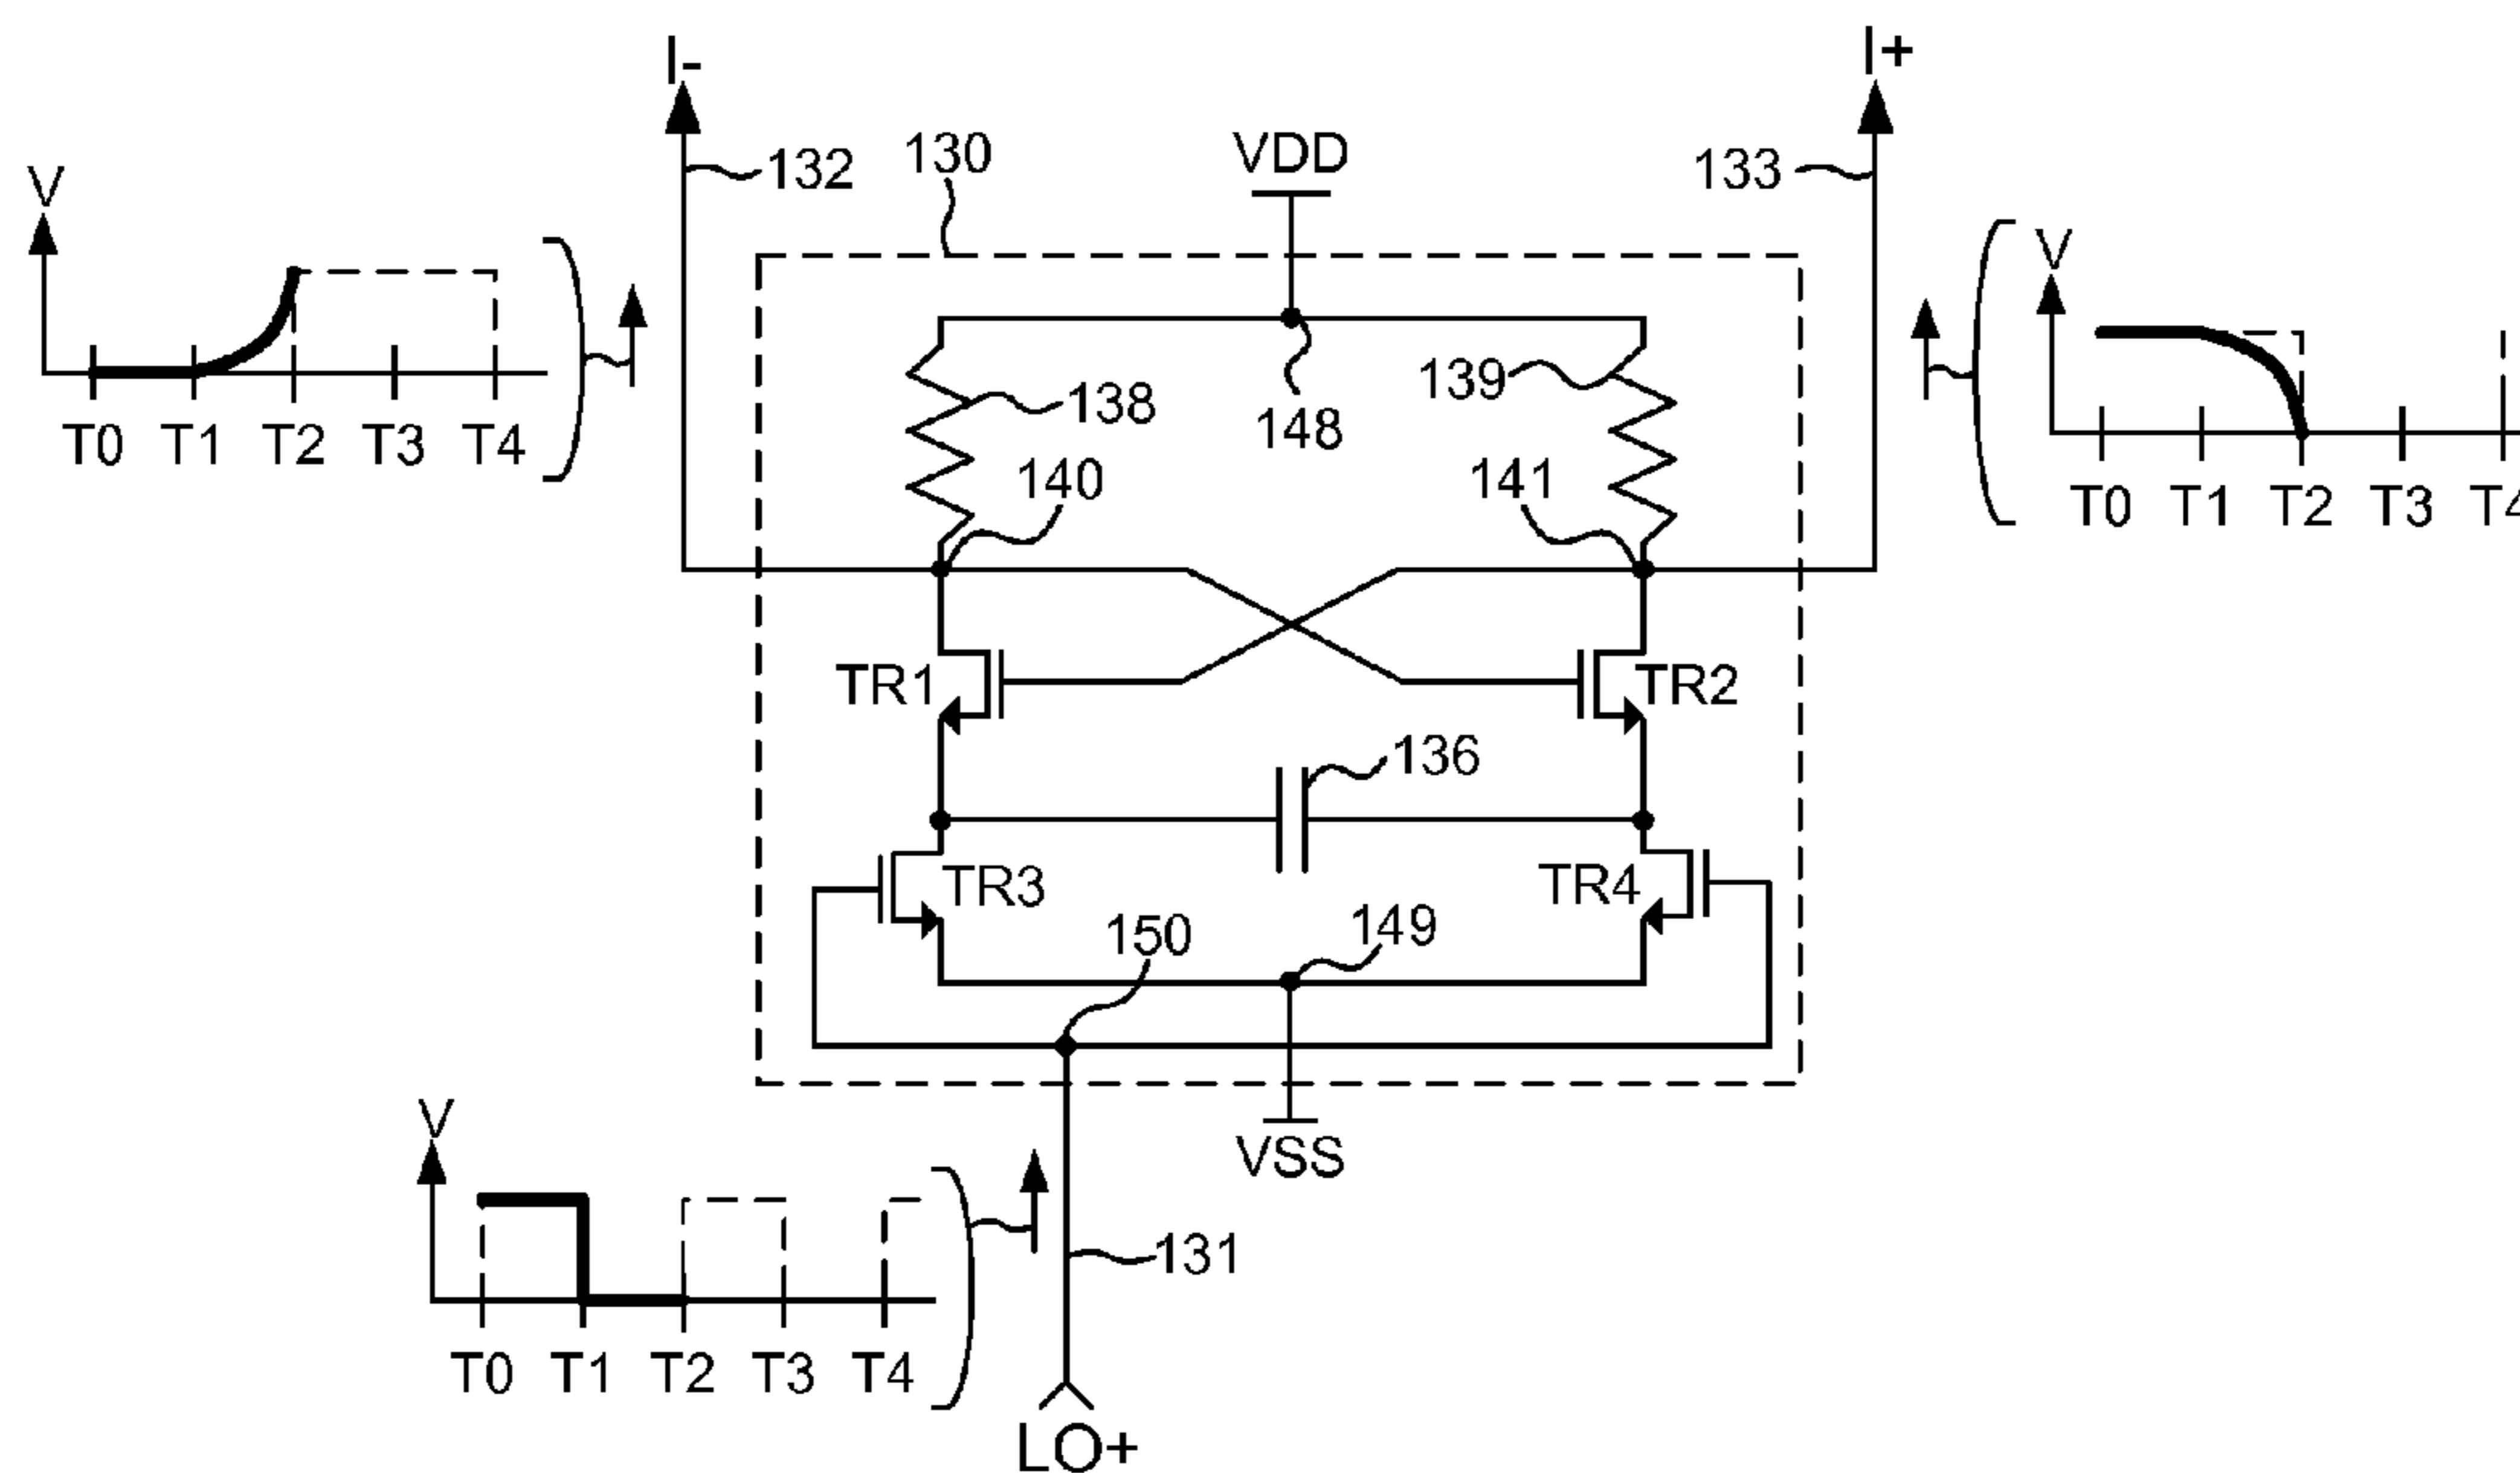 I-
I+
V
132
130
VDD
133
V
138
139
148
T0 T1 T2 T3 T4
140
141
T0 T1 T2 T3 T4
TR1
TR2
136
TR3
TR4
150
149
V
VSS
131
T0 T1 T2 T3 T4
LO+